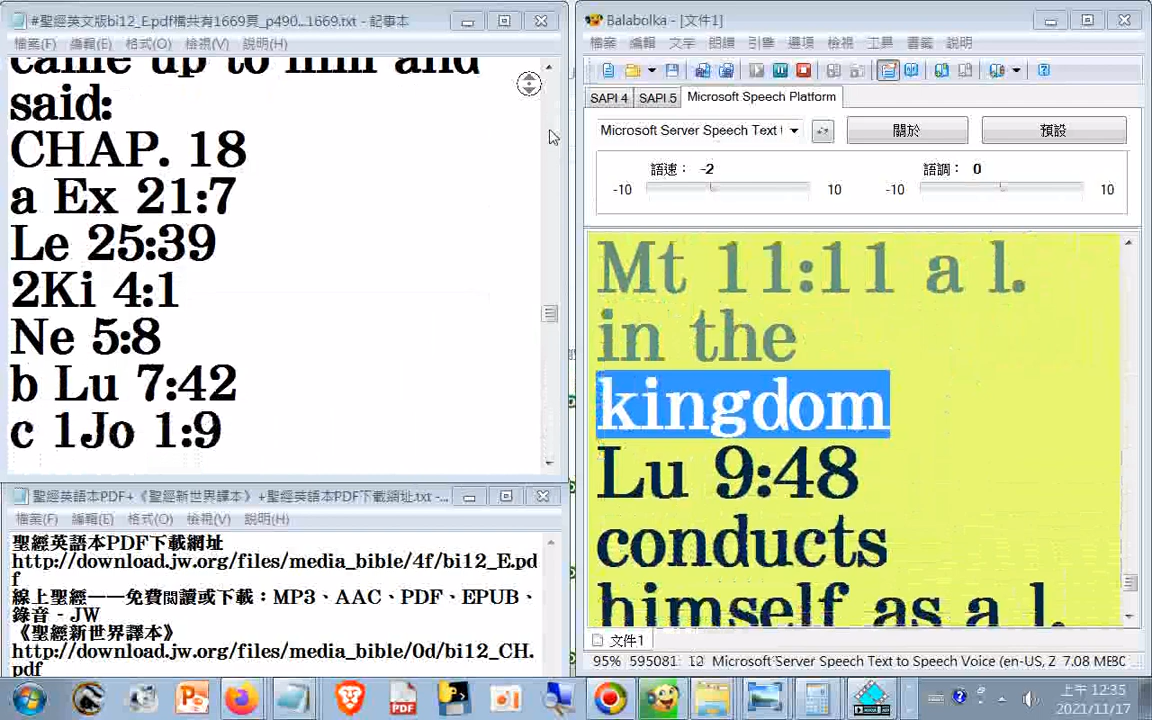 #聖經英文版bi12_E.pdf檔共有1669頁_p490...1669.txt - 記事本
檔案(F) 編輯(E) 格式(O) 檢視(V) 說明(H)
came up to him and
said:
CHAP. 18
a Ex 21:7
Le 25:39
2Ki 4:1
Ne 5:8
b Lu 7:42
c 1Jo 1:9
聖經英語本PDF+《聖經新世界譯本》+聖經英語本PDF下載網址.txt -...
檔案(F) 編輯(E) 格式(O) 檢視(V) 說明(H)
聖經英語本PDF下載網址
http://download.jw.org/files/media_bible/4f/bi12_E.pd
f
線上聖經——免費閱讀或下載：MP3、AAC、PDF、EPUB、
錄音 - JW
《聖經新世界譯本》
http://download.jw.org/files/media_bible/0d/bi12_CH.
pdf
Balabolka - [文件1]
檔案 編輯 文字 朗讀 引擎 選項 檢視 工具 書籤 說明
SAPI 4 SAPI 5 Microsoft Speech Platform
Microsoft Server Speech Text 關於 預設
語速： -2 語調： 0
-10 10 -10 10
Mt 11:11 a l.
in the
kingdom
Lu 9:48
conducts
himself as a l.
文件1
95% 595081: 12 Microsoft Server Speech Text to Speech Voice (en-US, Z 7.08 МБ
PDF
上午 12:35
2021/11/17